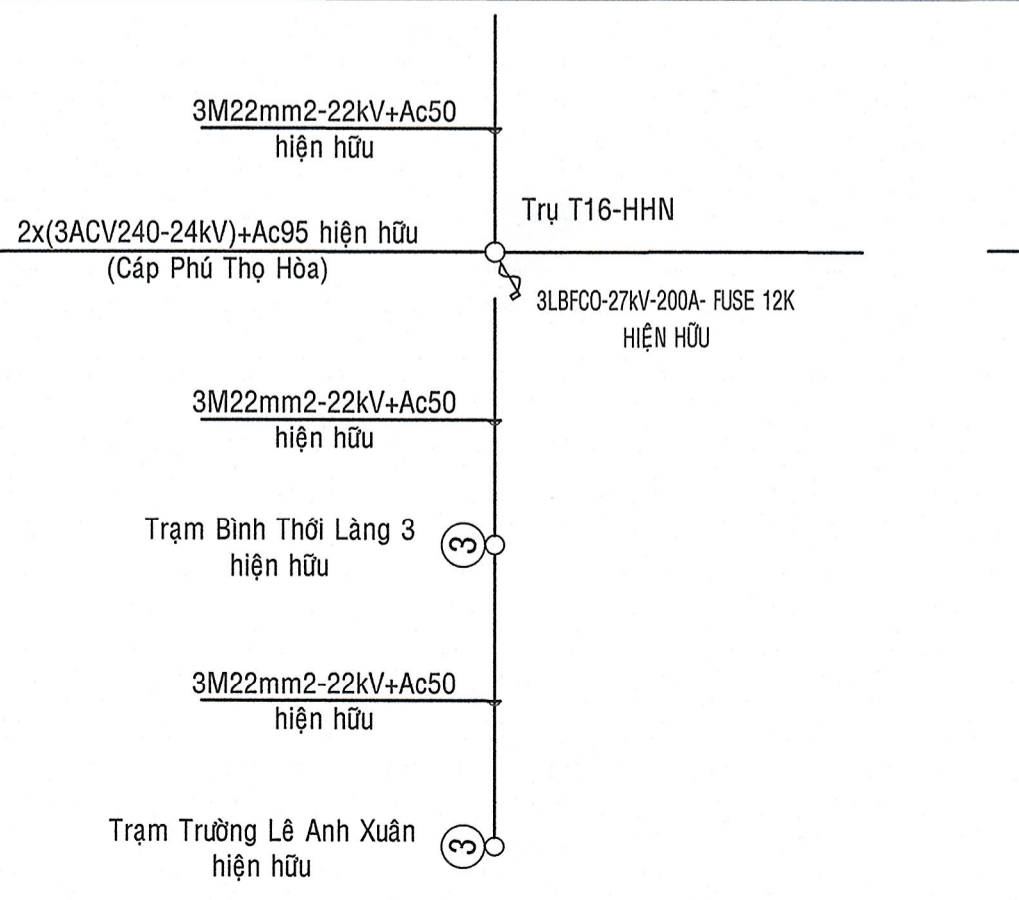 3M22mm2-22kV+Ac50
hiện hữu
Trụ T16-HHN
2x(3ACV240-24kV)+Ac95 hiện hữu
(Cáp Phú Thọ Hòa)
3LBFCO-27kV-200A- FUSE 12K
HIỆN HỮU
3M22mm2-22kV+Ac50
hiện hữu
Trạm Bình Thới Làng 3
hiện hữu
3
3M22mm2-22kV+Ac50
hiện hữu
Trạm Trường Lê Anh Xuân
hiện hữu
3